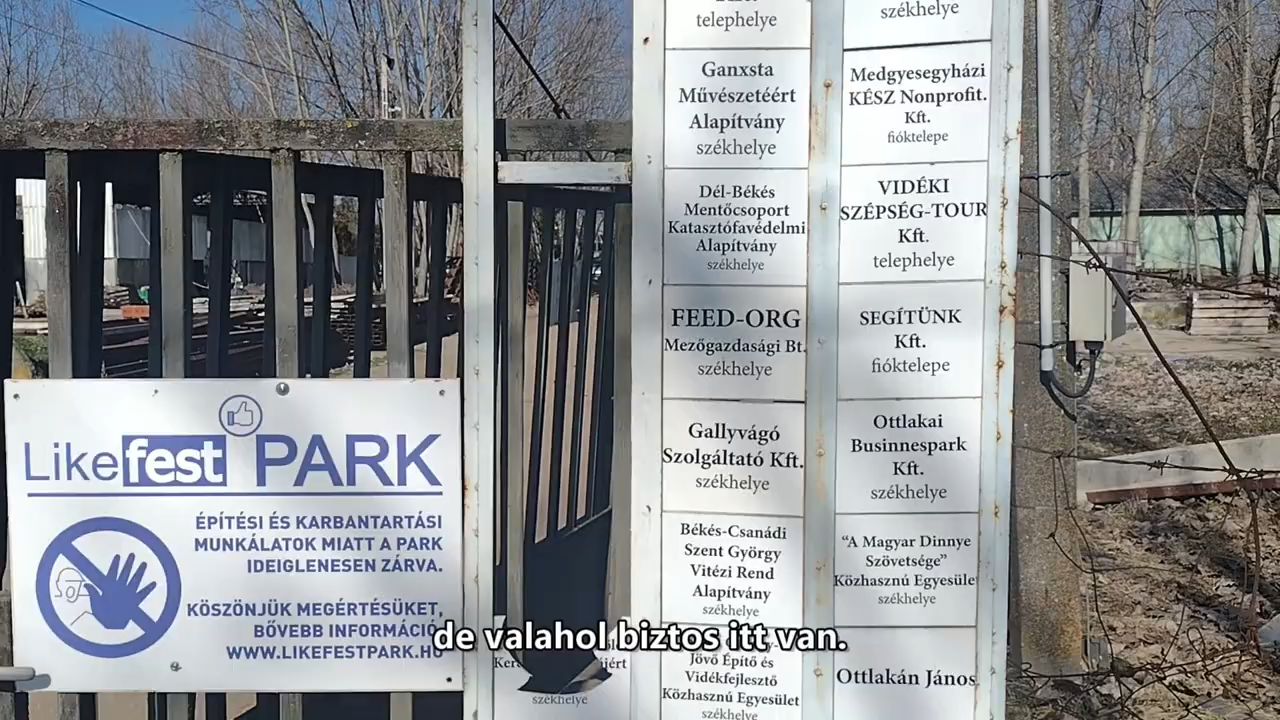 telephelye
Ganxsta
Művészetéért
Alapítvány
székhelye
Dél-Békés
Mentőcsoport
Katasztófavédelmi
Alapítvány
székhelye
FEED-ORG
Mezőgazdasági Bt.
székhelye
Gallyvágó
Szolgáltató Kft.
székhelye
Békés-Csanádi
Szent György
Vitézi Rend
Alapítvány
székhelye
Jövő Építő és
Vidékfejlesztő
Közhasznú Egyesület
székhelye
székhelye
Medgyesegyházi
KÉSZ Nonprofit.
Kft.
fióktelepe
VIDÉKI
SZÉPSÉG-TOUR
Kft.
telephelye
SEGÍTÜNK
Kft.
fióktelepe
Ottlakai
Businnespark
Kft.
székhelye
"A Magyar Dinnye
Szövetsége"
Közhasznú Egyesület
székhelye
Ottlakán János
székhelye
Likefest PARK
ÉPÍTÉSI ÉS KARBANTARTÁSI
MUNKÁLATOK MIATT A PARK
IDEIGLENESEN ZÁRVA.
KÖSZÖNJÜK MEGÉRTÉSÜKET,
BŐVEBB INFORMÁCIÓ:
WWW.LIKEFESTPARK.HU
de valahol biztos itt van.